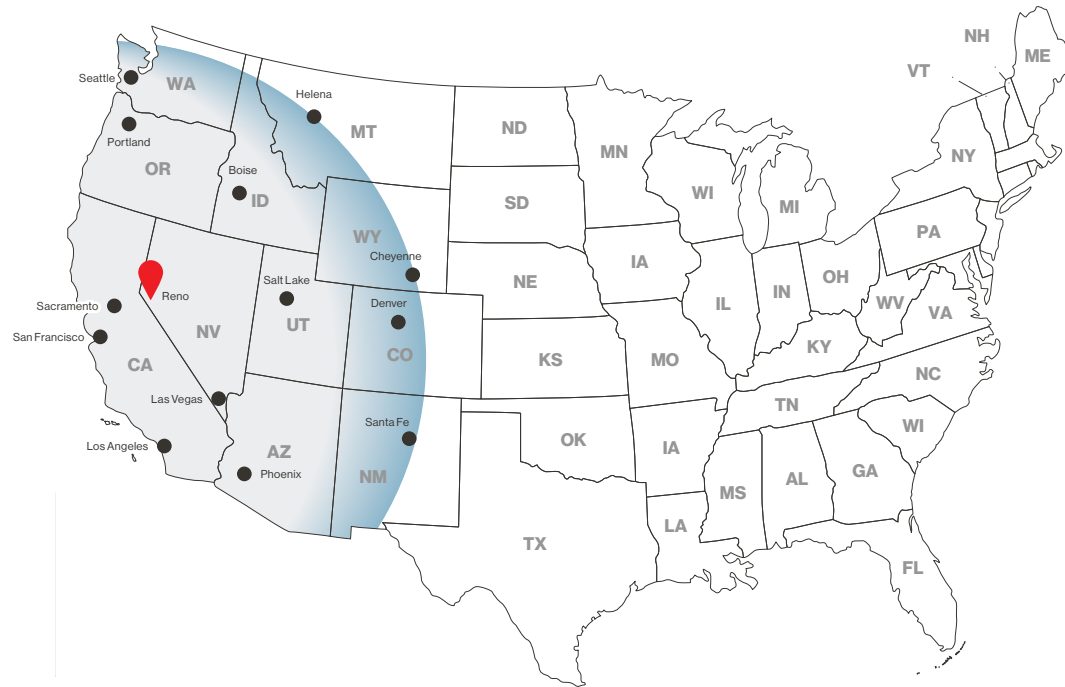 NH
ME
VT
Seattle
WA
Helena
MT
ND
MN
Portland
OR
Boise
ID
SD
WI
MI
NY
WY
Cheyenne
PA
IA
Reno
Salt Lake
NE
OH
IN
IL
WV
VA
Sacramento
Denver
San Francisco
NV
UT
CO
KS
MO
KY
CA
NC
Las Vegas
TN
Santa Fe
WI
Los Angeles
AZ
OK
IA
Phoenix
NM
MS
AL
GA
LA
TX
FL